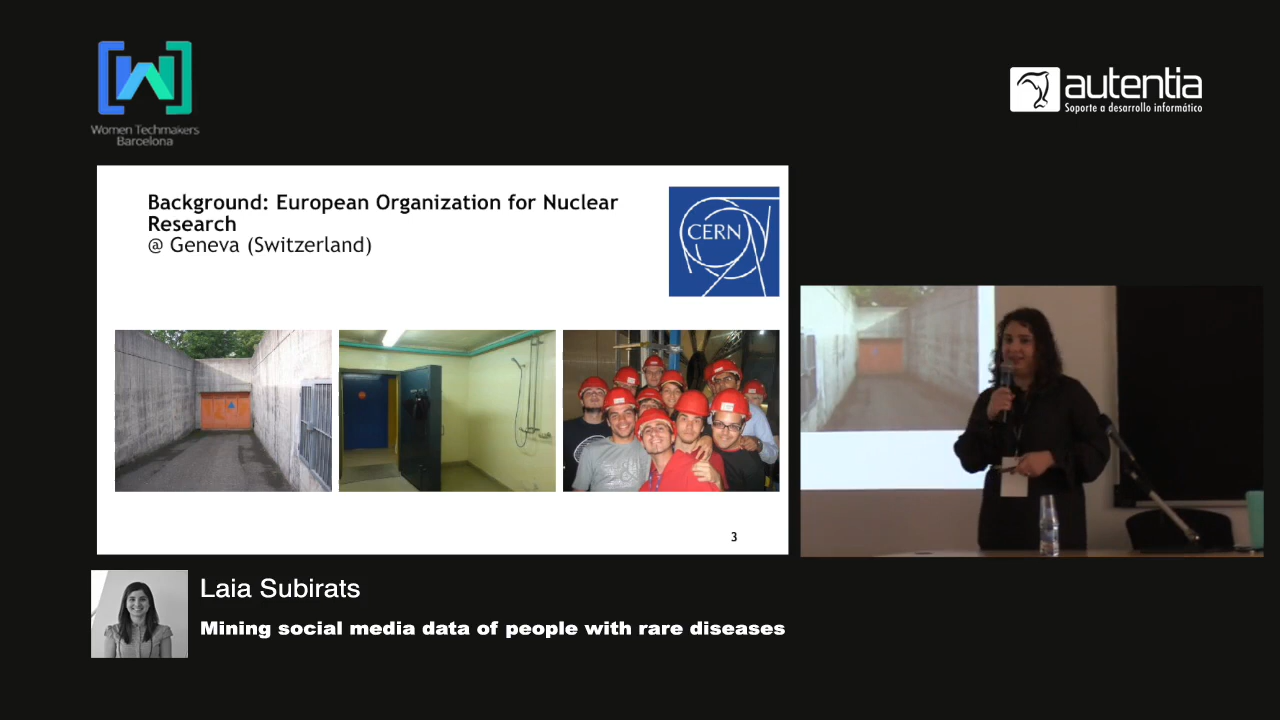 Women Techmakers
Barcelona
autentia
Soporte a desarrollo informático
Background: European Organization for Nuclear
Research
@ Geneva (Switzerland)
CERN
3
Laia Subirats
Mining social media data of people with rare diseases